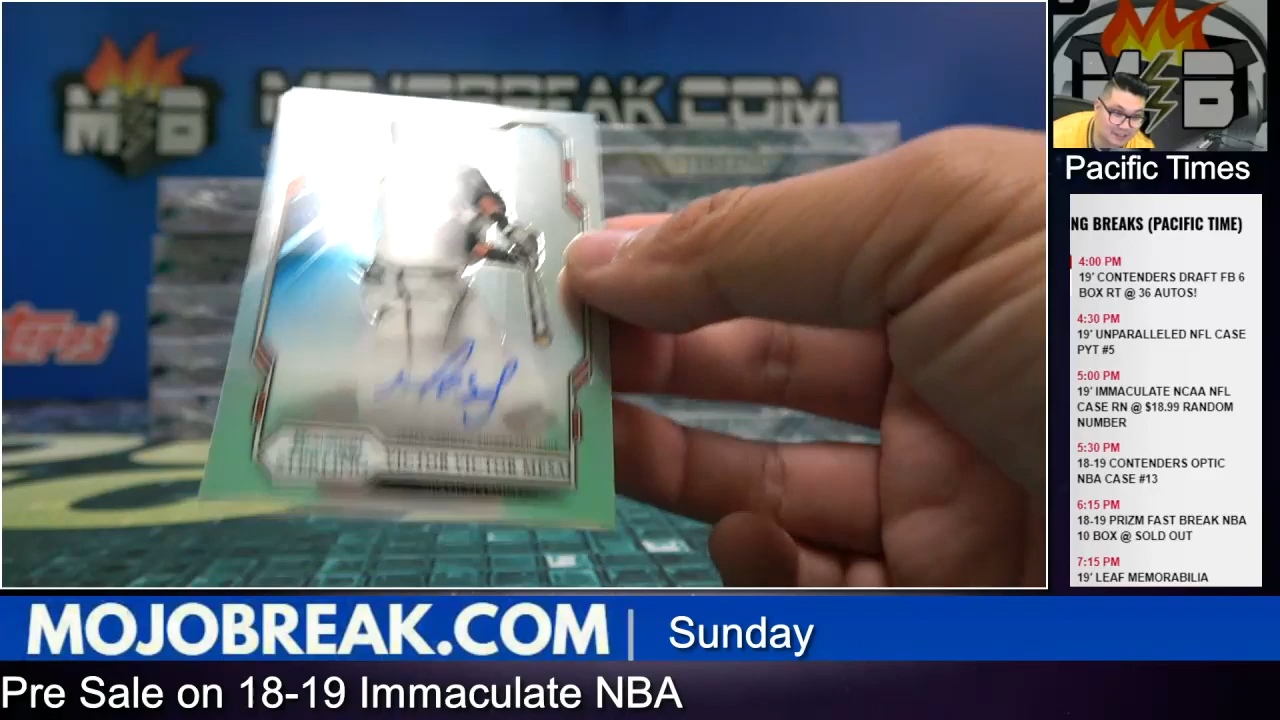 MOJOBREAK.COM
M B
M B
Topps
VICTOR VICTOR MESA
Pacific Times
NG BREAKS (PACIFIC TIME)
4:00 PM
19' CONTENDERS DRAFT FB 6
BOX RT @ 36 AUTOS!
4:30 PM
19' UNPARALLELED NFL CASE
PYT #5
5:00 PM
19' IMMACULATE NCAA NFL
CASE RN @ $18.99 RANDOM
NUMBER
5:30 PM
18-19 CONTENDERS OPTIC
NBA CASE #13
6:15 PM
18-19 PRIZM FAST BREAK NBA
10 BOX @ SOLD OUT
7:15 PM
19' LEAF MEMORABILIA
MOJOBREAK.COM | Sunday
Pre Sale on 18-19 Immaculate NBA